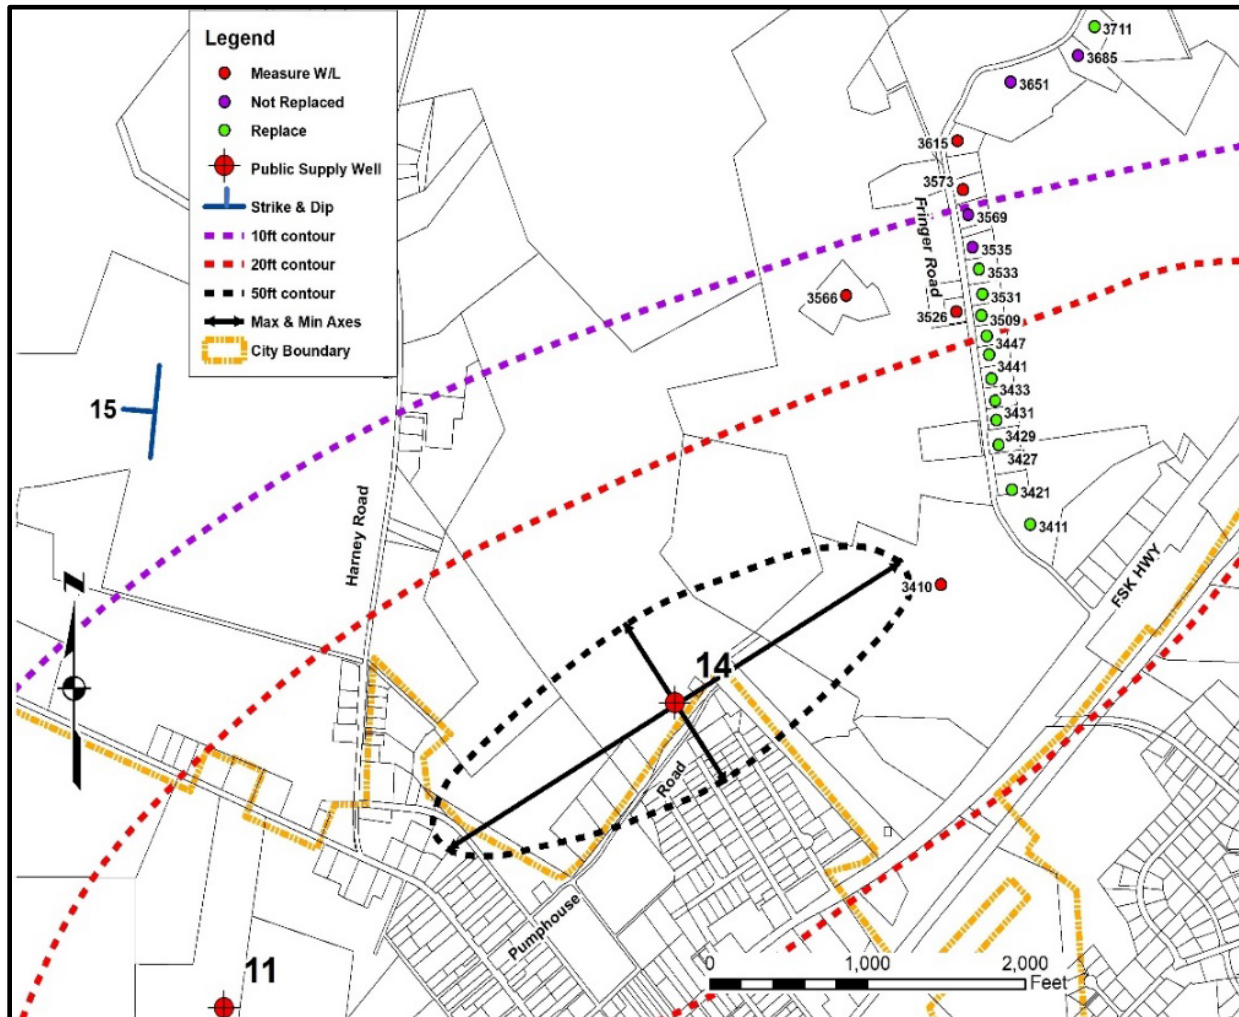 Legend
Measure W/L
Not Replaced
Replace
Public Supply Well
Strike & Dip
10ft contour
20ft contour
50ft contour
Max & Min Axes
City Boundary
3711
3685
3651
3615
3573
3569
3535
3533
3531
3509
3447
3441
3433
3431
3429
3427
3421
3411
3566
3526
3410
Fringer Road
15
Harney Road
N
FSK HWY
14
Pumphouse Road
11
0 1,000 2,000
Feet